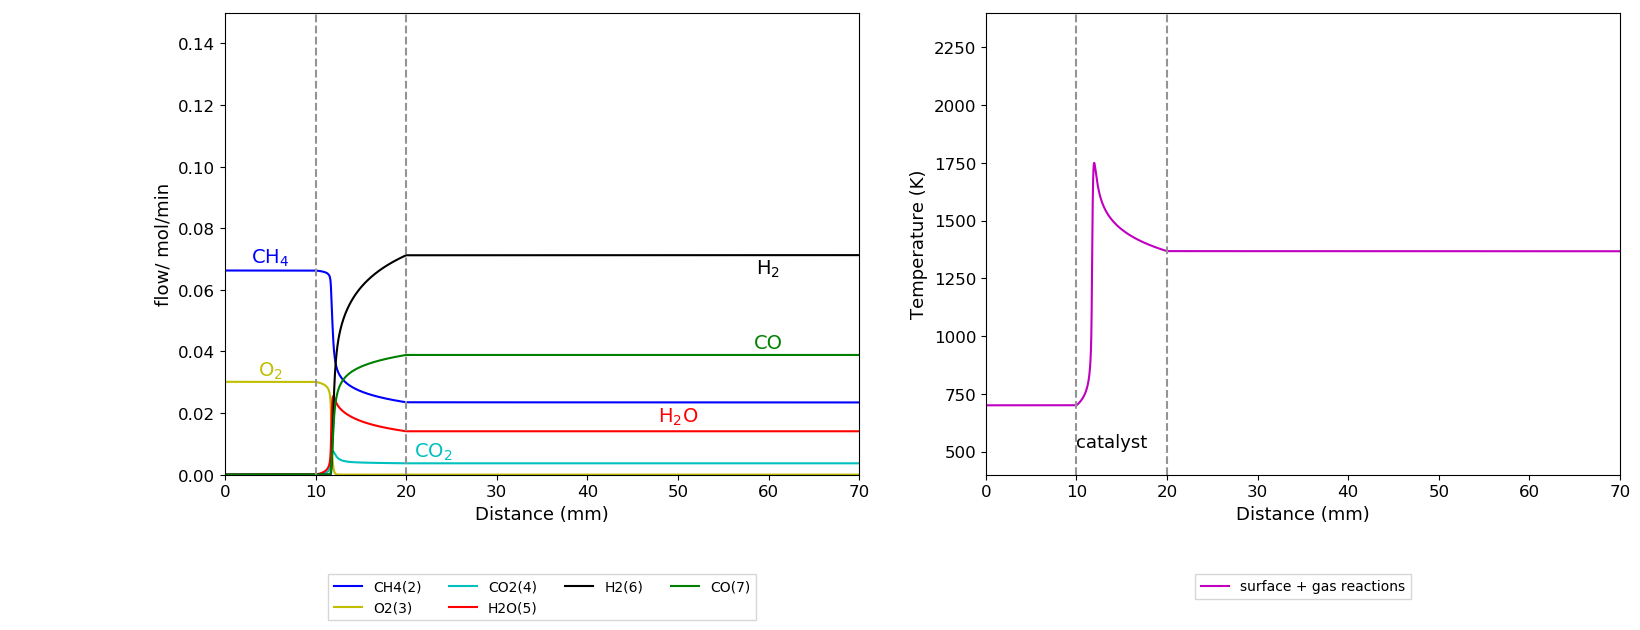 0.14
0.12
0.10
0.08
0.06
0.04
0.02
0.00
flow/ mol/min
CH₄
O₂
H₂
CO
H₂O
CO₂
0 10 20 30 40 50 60 70
Distance (mm)
CH4(2) CO2(4) H2(6) CO(7)
O2(3) H2O(5)
2250
2000
1750
1500
1250
1000
750
500
Temperature (K)
catalyst
0 10 20 30 40 50 60 70
Distance (mm)
surface + gas reactions